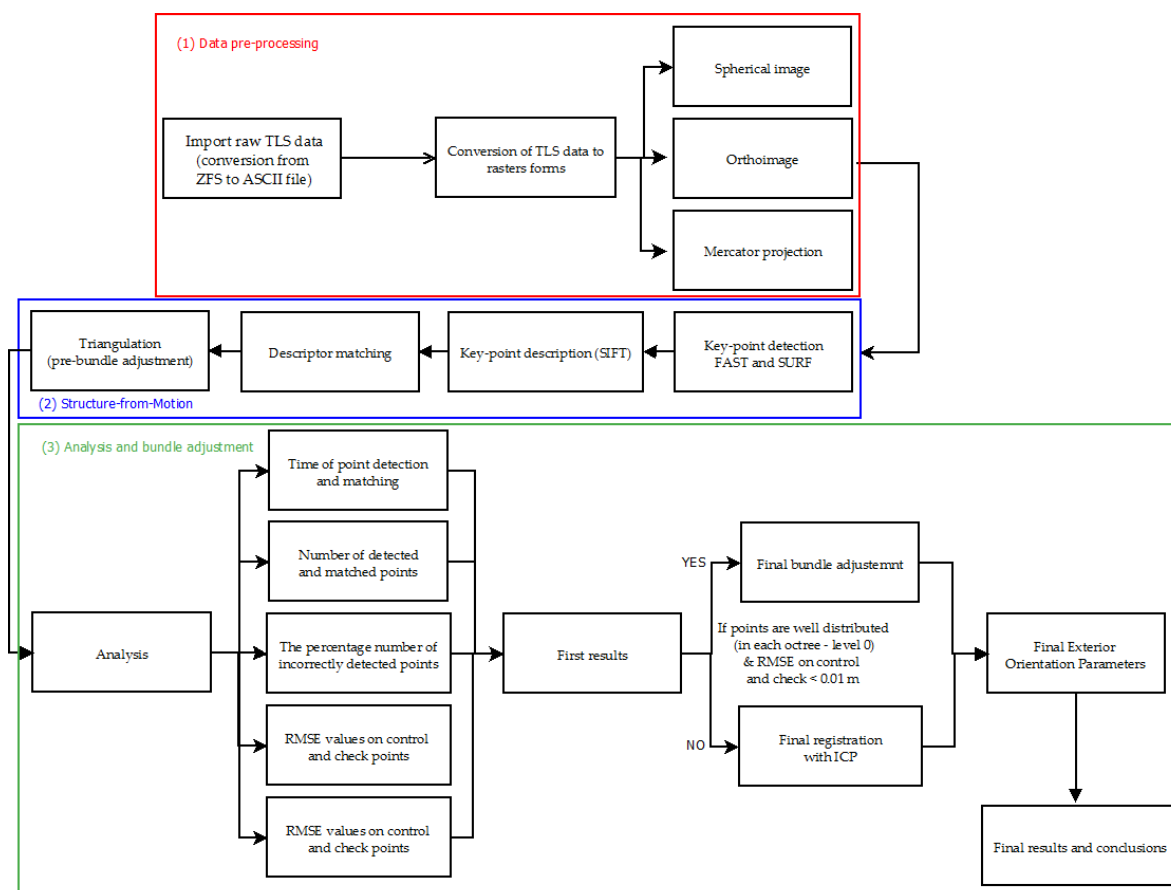 (1) Data pre-processing
Spherical image
Import raw TLS data
(conversion from
ZFS to ASCII file)
Conversion of TLS data to
rasters forms
Orthoimage
Mercator projection
Triangulation
(pre-bundle adjustment)
Descriptor matching
Key-point description (SIFT)
Key-point detection
FAST and SURF
(2) Structure-from-Motion
(3) Analysis and bundle adjustment
Time of point detection
and matching
Number of detected
and matched points
YES
Final bundle adjustemnt
Analysis
The percentage number of
incorrectly detected points
First results
If points are well distributed
(in each octree - level 0)
& RMSE on control
and check < 0.01 m
Final Exterior
Orientation Parameters
RMSE values on control
and check points
NO
Final registration
with ICP
RMSE values on control
and check points
Final results and conclusions